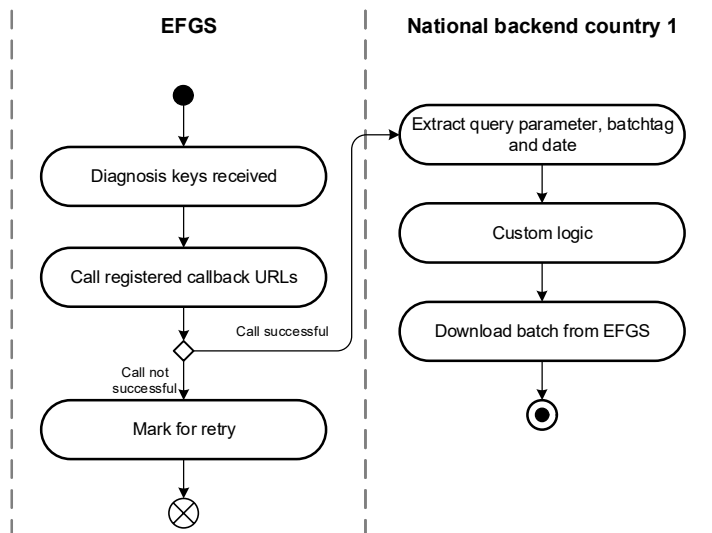 EFGS
National backend country 1
Diagnosis keys received
Extract query parameter, batchtag
and date
Call registered callback URLs
Custom logic
Call successful
Download batch from EFGS
Call not
successful
Mark for retry